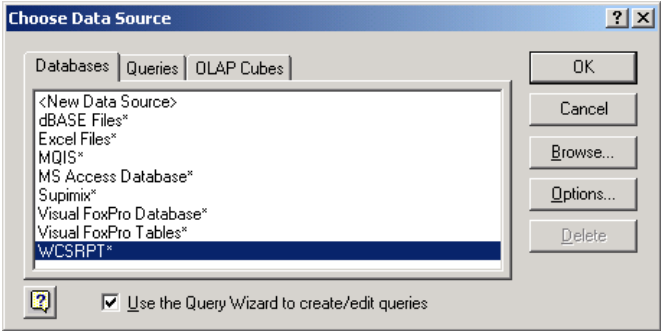 Choose Data Source
Databases Queries OLAP Cubes
<New Data Source>
dBASE Files*
Excel Files*
MQIS*
MS Access Database*
Supimix*
Visual FoxPro Database*
Visual FoxPro Tables*
WCSRPT*
OK
Cancel
Browse...
Options...
Delete
Use the Query Wizard to create/edit queries